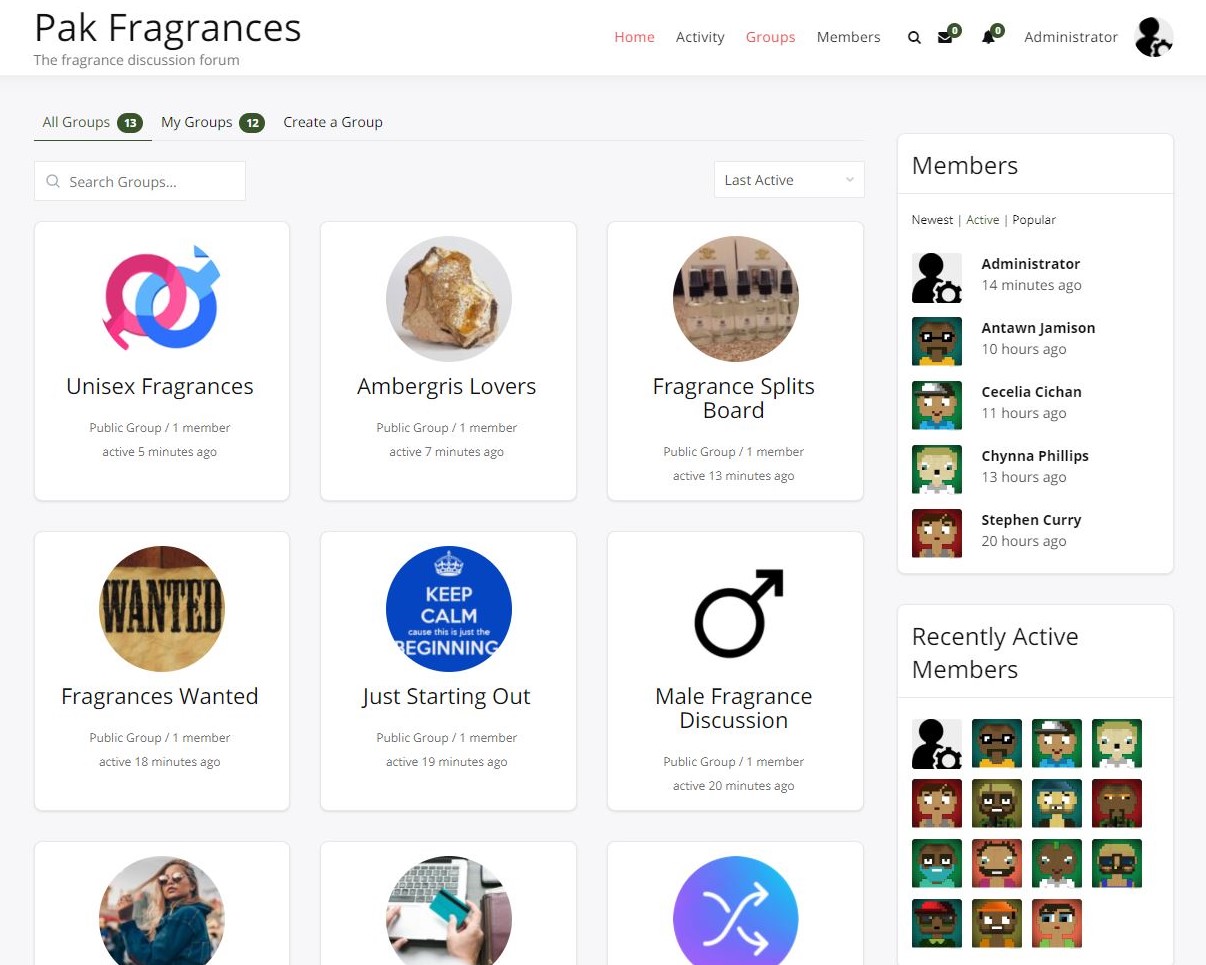 Pak Fragrances
The fragrance discussion forum
Home Activity Groups Members 0 0 Administrator
All Groups 13 My Groups 12 Create a Group
Search Groups...
Last Active
Unisex Fragrances
Public Group / 1 member
active 5 minutes ago
Ambergris Lovers
Public Group / 1 member
active 7 minutes ago
Fragrance Splits
Board
Public Group / 1 member
active 13 minutes ago
WANTED
Fragrances Wanted
Public Group / 1 member
active 18 minutes ago
KEEP
CALM
cause this is just the
BEGINNING
Just Starting Out
Public Group / 1 member
active 19 minutes ago
Male Fragrance
Discussion
Public Group / 1 member
active 20 minutes ago
Members
Newest | Active | Popular
Administrator
14 minutes ago
Antawn Jamison
10 hours ago
Cecelia Cichan
11 hours ago
Chynna Phillips
13 hours ago
Stephen Curry
20 hours ago
Recently Active
Members